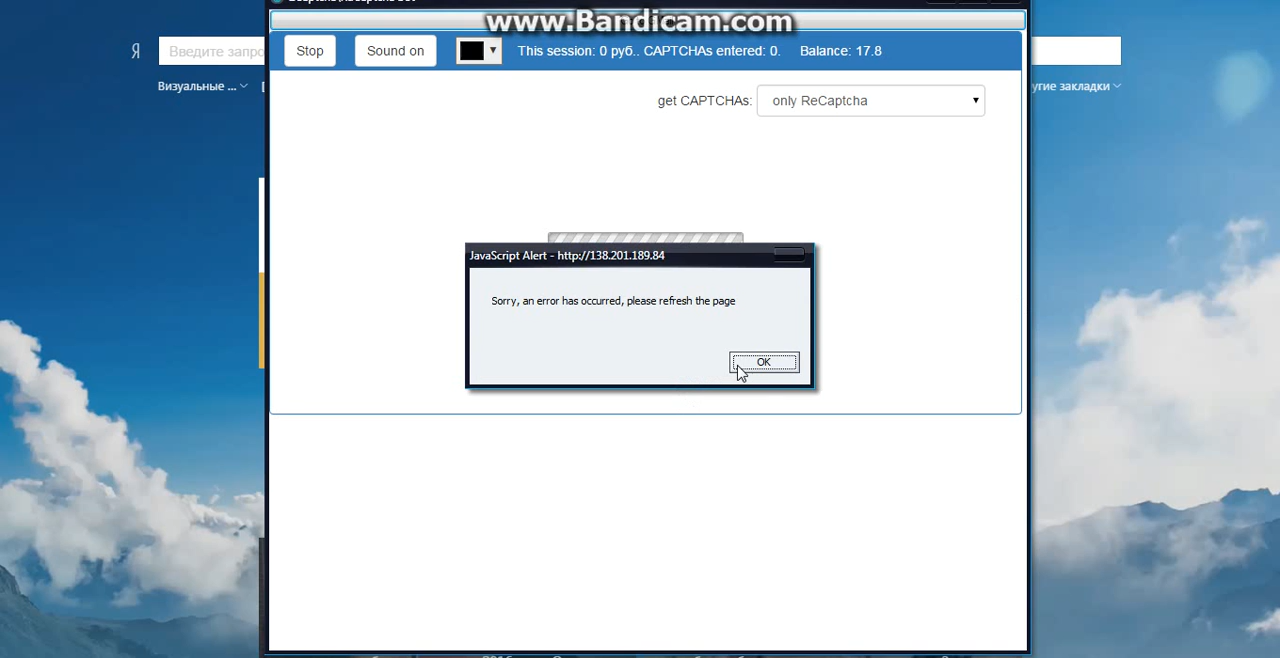 www.Bandicam.com
Я Введите запро
Stop Sound on This session: 0 руб.. CAPTCHAs entered: 0. Balance: 17.8
Визуальные ... угие закладки
get CAPTCHAs: only ReCaptcha
JavaScript Alert - http://138.201.189.84
Sorry, an error has occurred, please refresh the page
OK